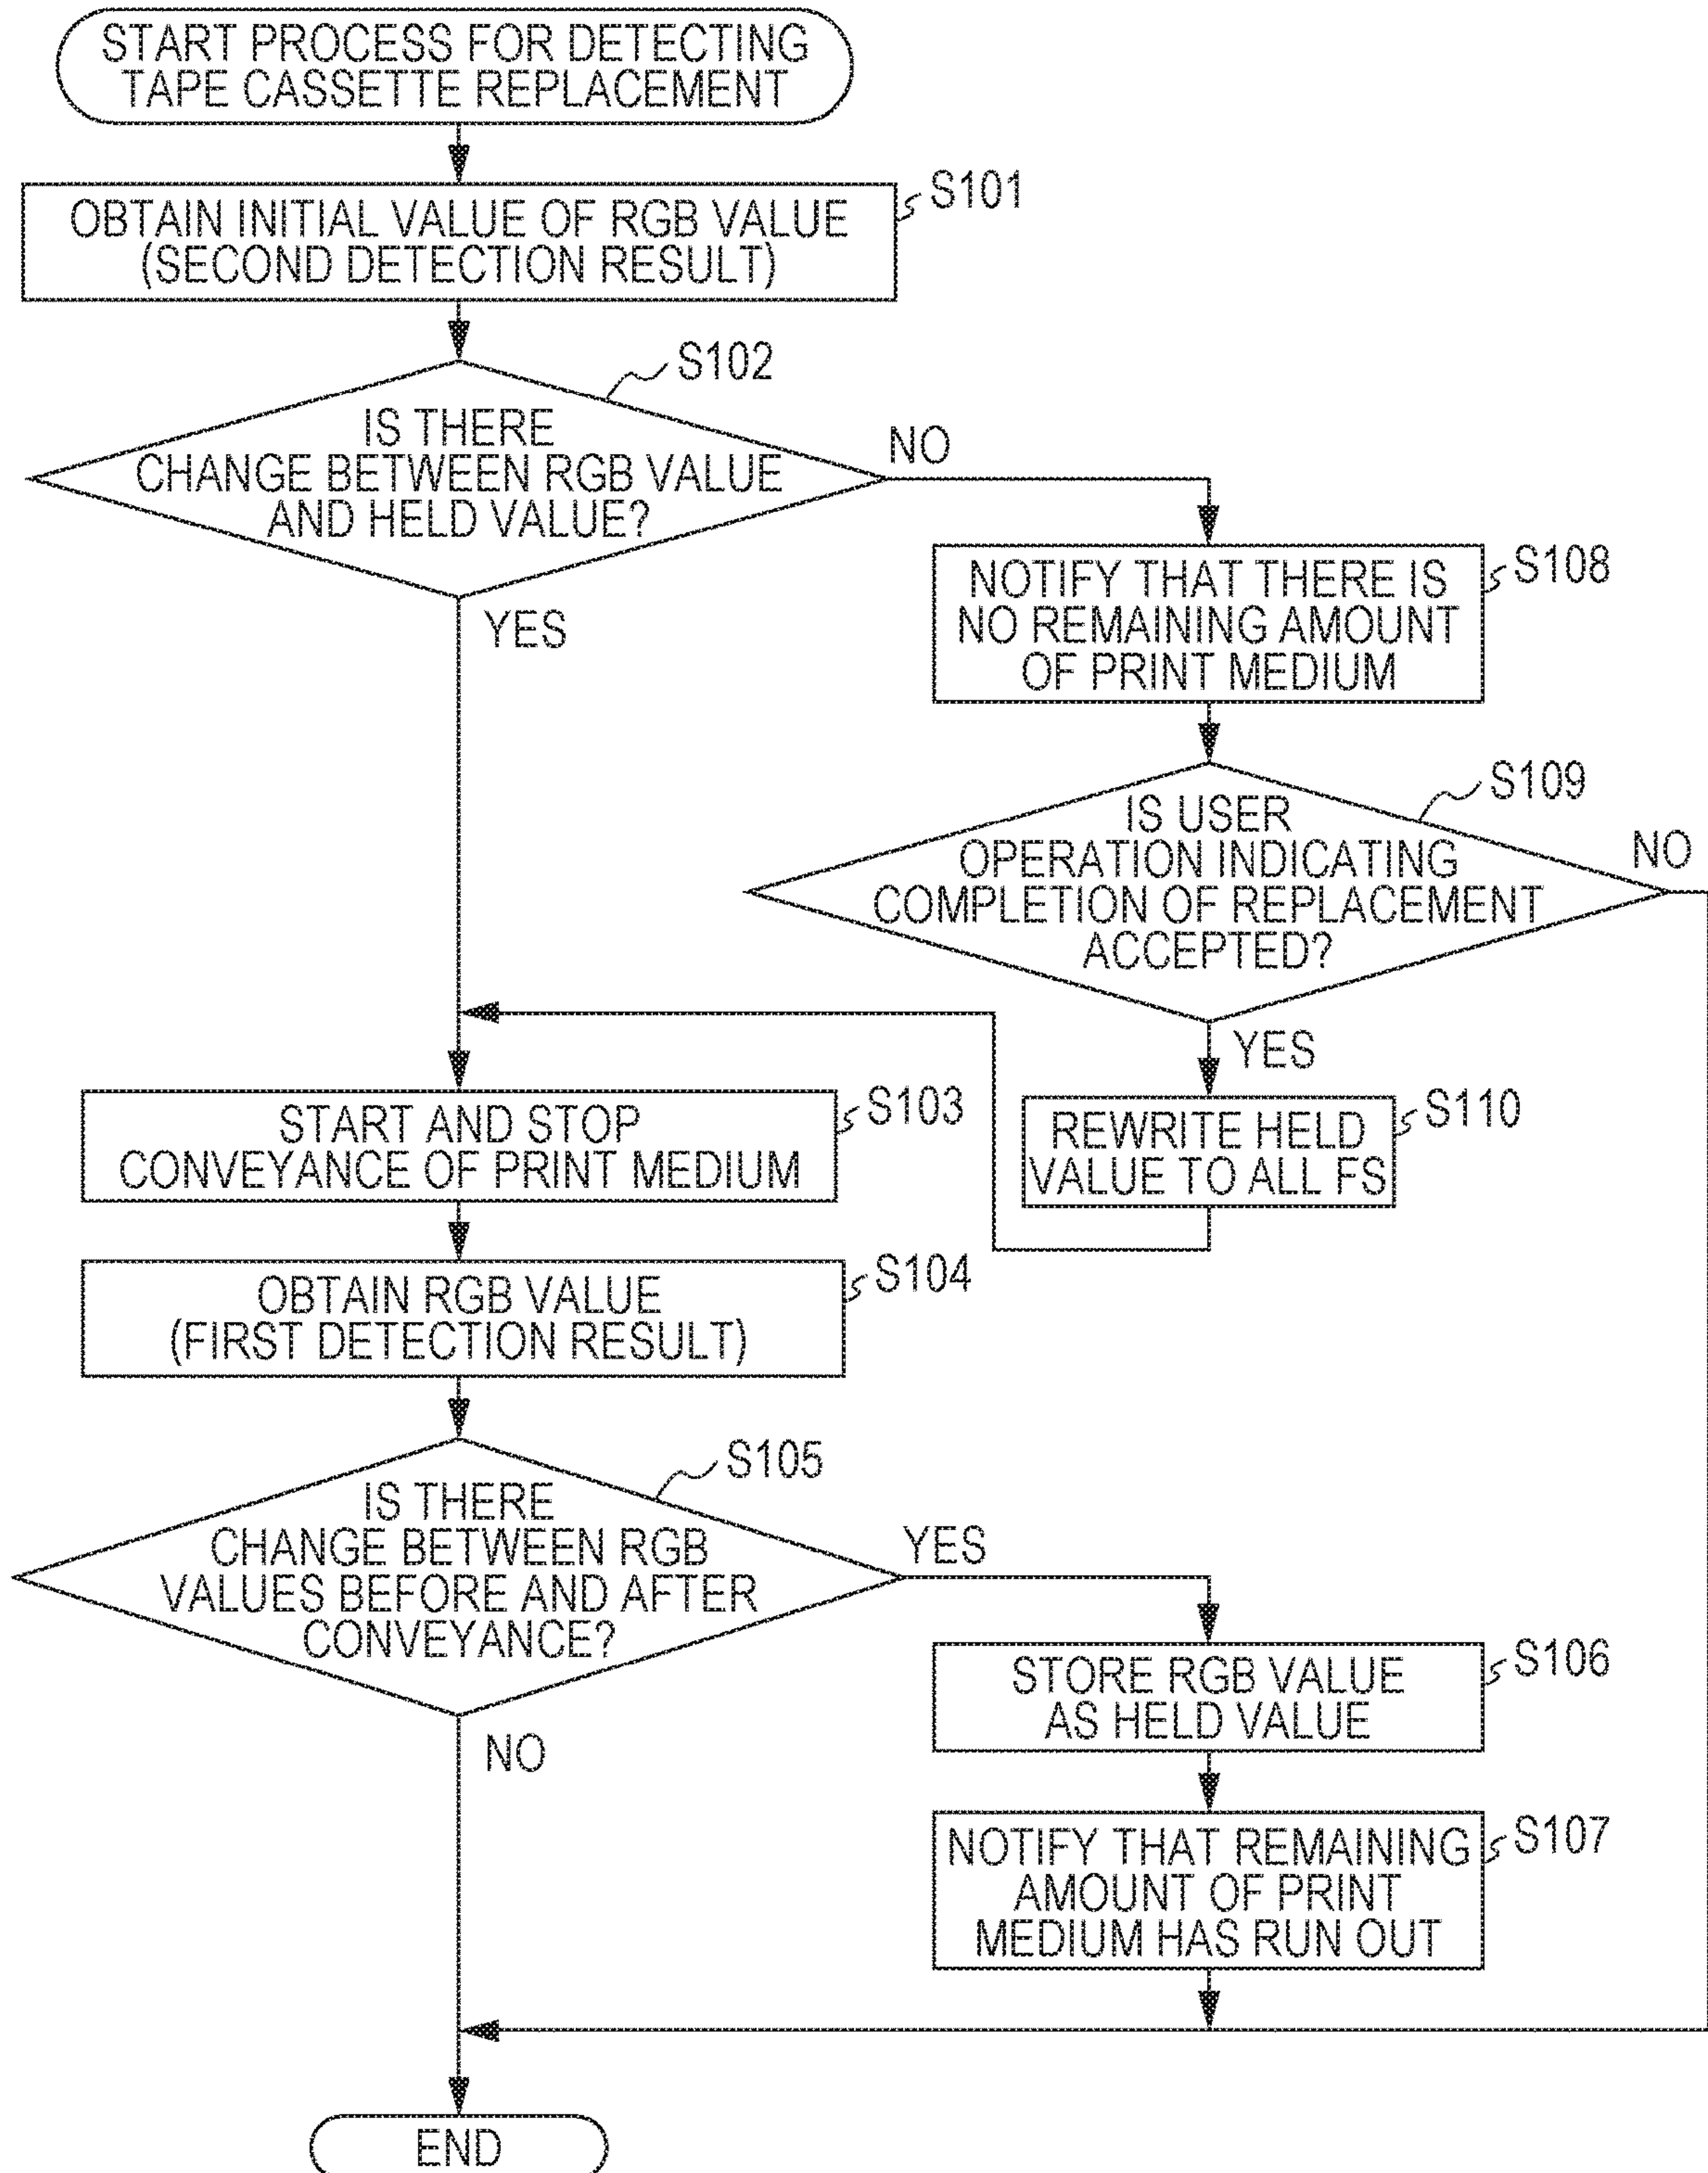 START PROCESS FOR DETECTING
TAPE CASSETTE REPLACEMENT
S101
OBTAIN INITIAL VALUE OF RGB VALUE
(SECOND DETECTION RESULT)
S102
IS THERE
CHANGE BETWEEN RGB VALUE
AND HELD VALUE?
NO
YES
S108
NOTIFY THAT THERE IS
NO REMAINING AMOUNT
OF PRINT MEDIUM
S109
IS USER
OPERATION INDICATING
COMPLETION OF REPLACEMENT
ACCEPTED?
NO
YES
S110
REWRITE HELD
VALUE TO ALL FS
S103
START AND STOP
CONVEYANCE OF PRINT MEDIUM
S104
OBTAIN RGB VALUE
(FIRST DETECTION RESULT)
S105
IS THERE
CHANGE BETWEEN RGB
VALUES BEFORE AND AFTER
CONVEYANCE?
YES
NO
S106
STORE RGB VALUE
AS HELD VALUE
S107
NOTIFY THAT REMAINING
AMOUNT OF PRINT
MEDIUM HAS RUN OUT
END